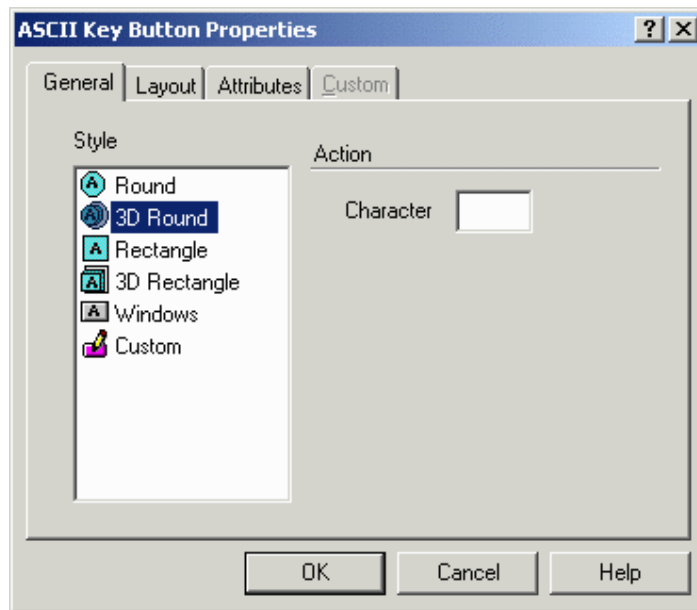 ASCII Key Button Properties
General Layout Attributes Custom
Style
Action
A Round
Character
A 3D Round
A Rectangle
A 3D Rectangle
A Windows
Custom
OK Cancel Help